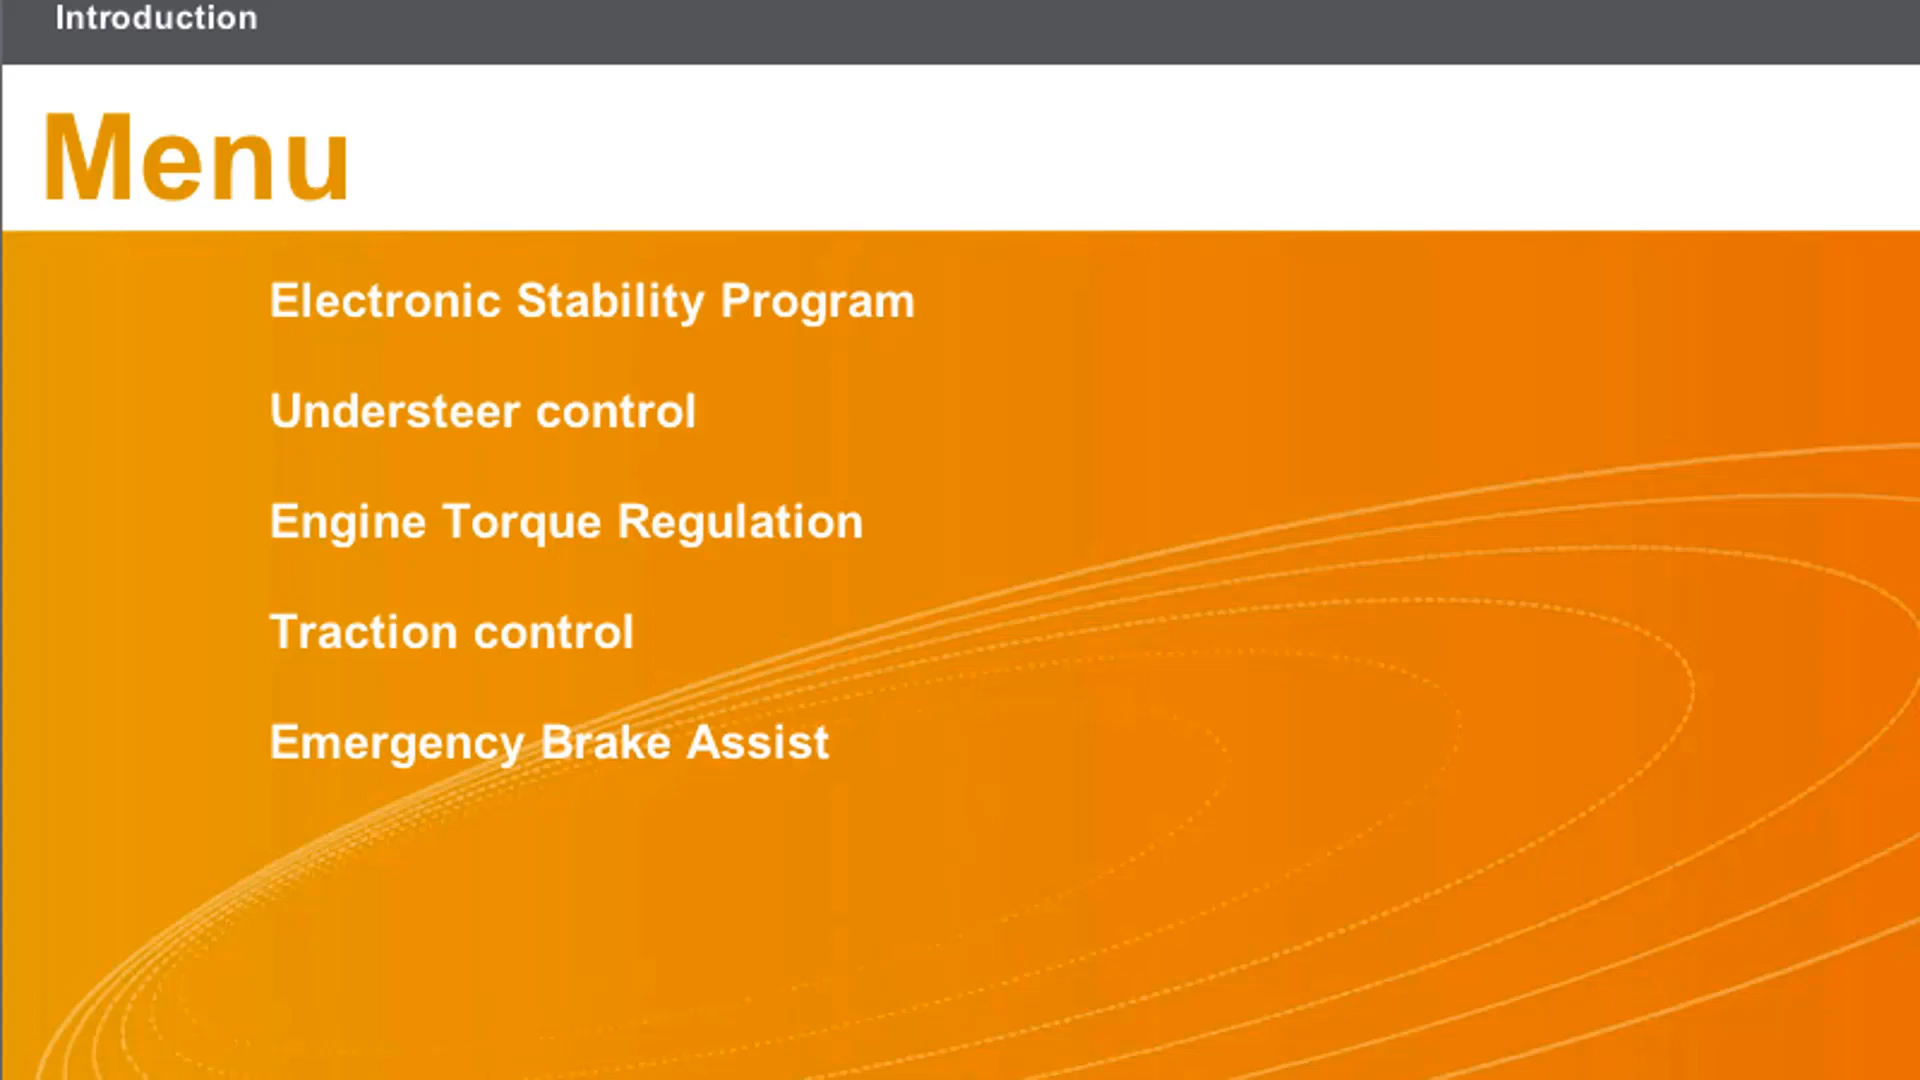 Introduction
Menu
Electronic Stability Program
Understeer control
Engine Torque Regulation
Traction control
Emergency Brake Assist